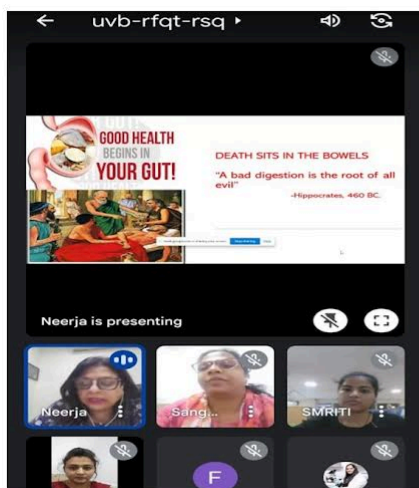 uvb-rfqt-rsq
GOOD HEALTH
BEGINS IN
YOUR GUT!
DEATH SITS IN THE BOWELS
"A bad digestion is the root of all
evil"
-Hippocrates, 460 BC.
Neerja is presenting
Neerja
Sang...
SMRITI
F